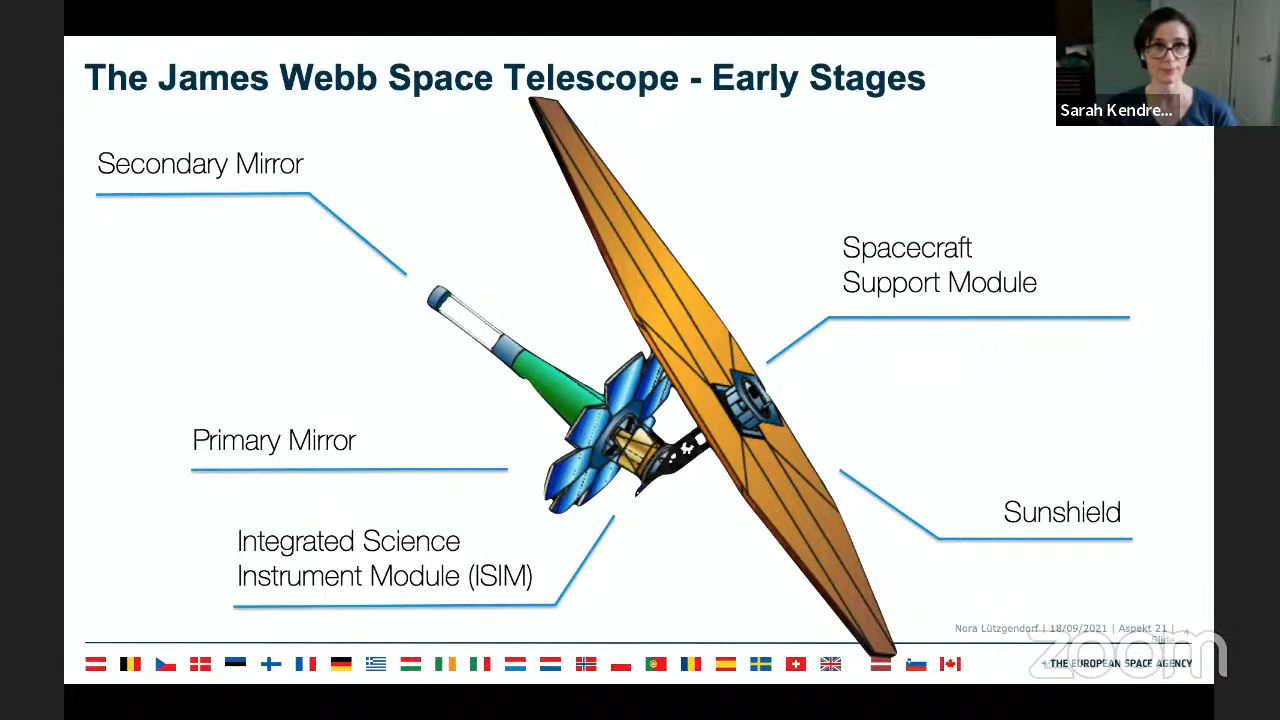 The James Webb Space Telescope - Early Stages
Sarah Kendre...
Secondary Mirror
Spacecraft
Support Module
Primary Mirror
Sunshield
Integrated Science
Instrument Module (ISIM)
Nora Lützgendorf | 18/09/2021 | Aspekt 21 |
Slide
zoom
THE EUROPEAN SPACE AGENCY